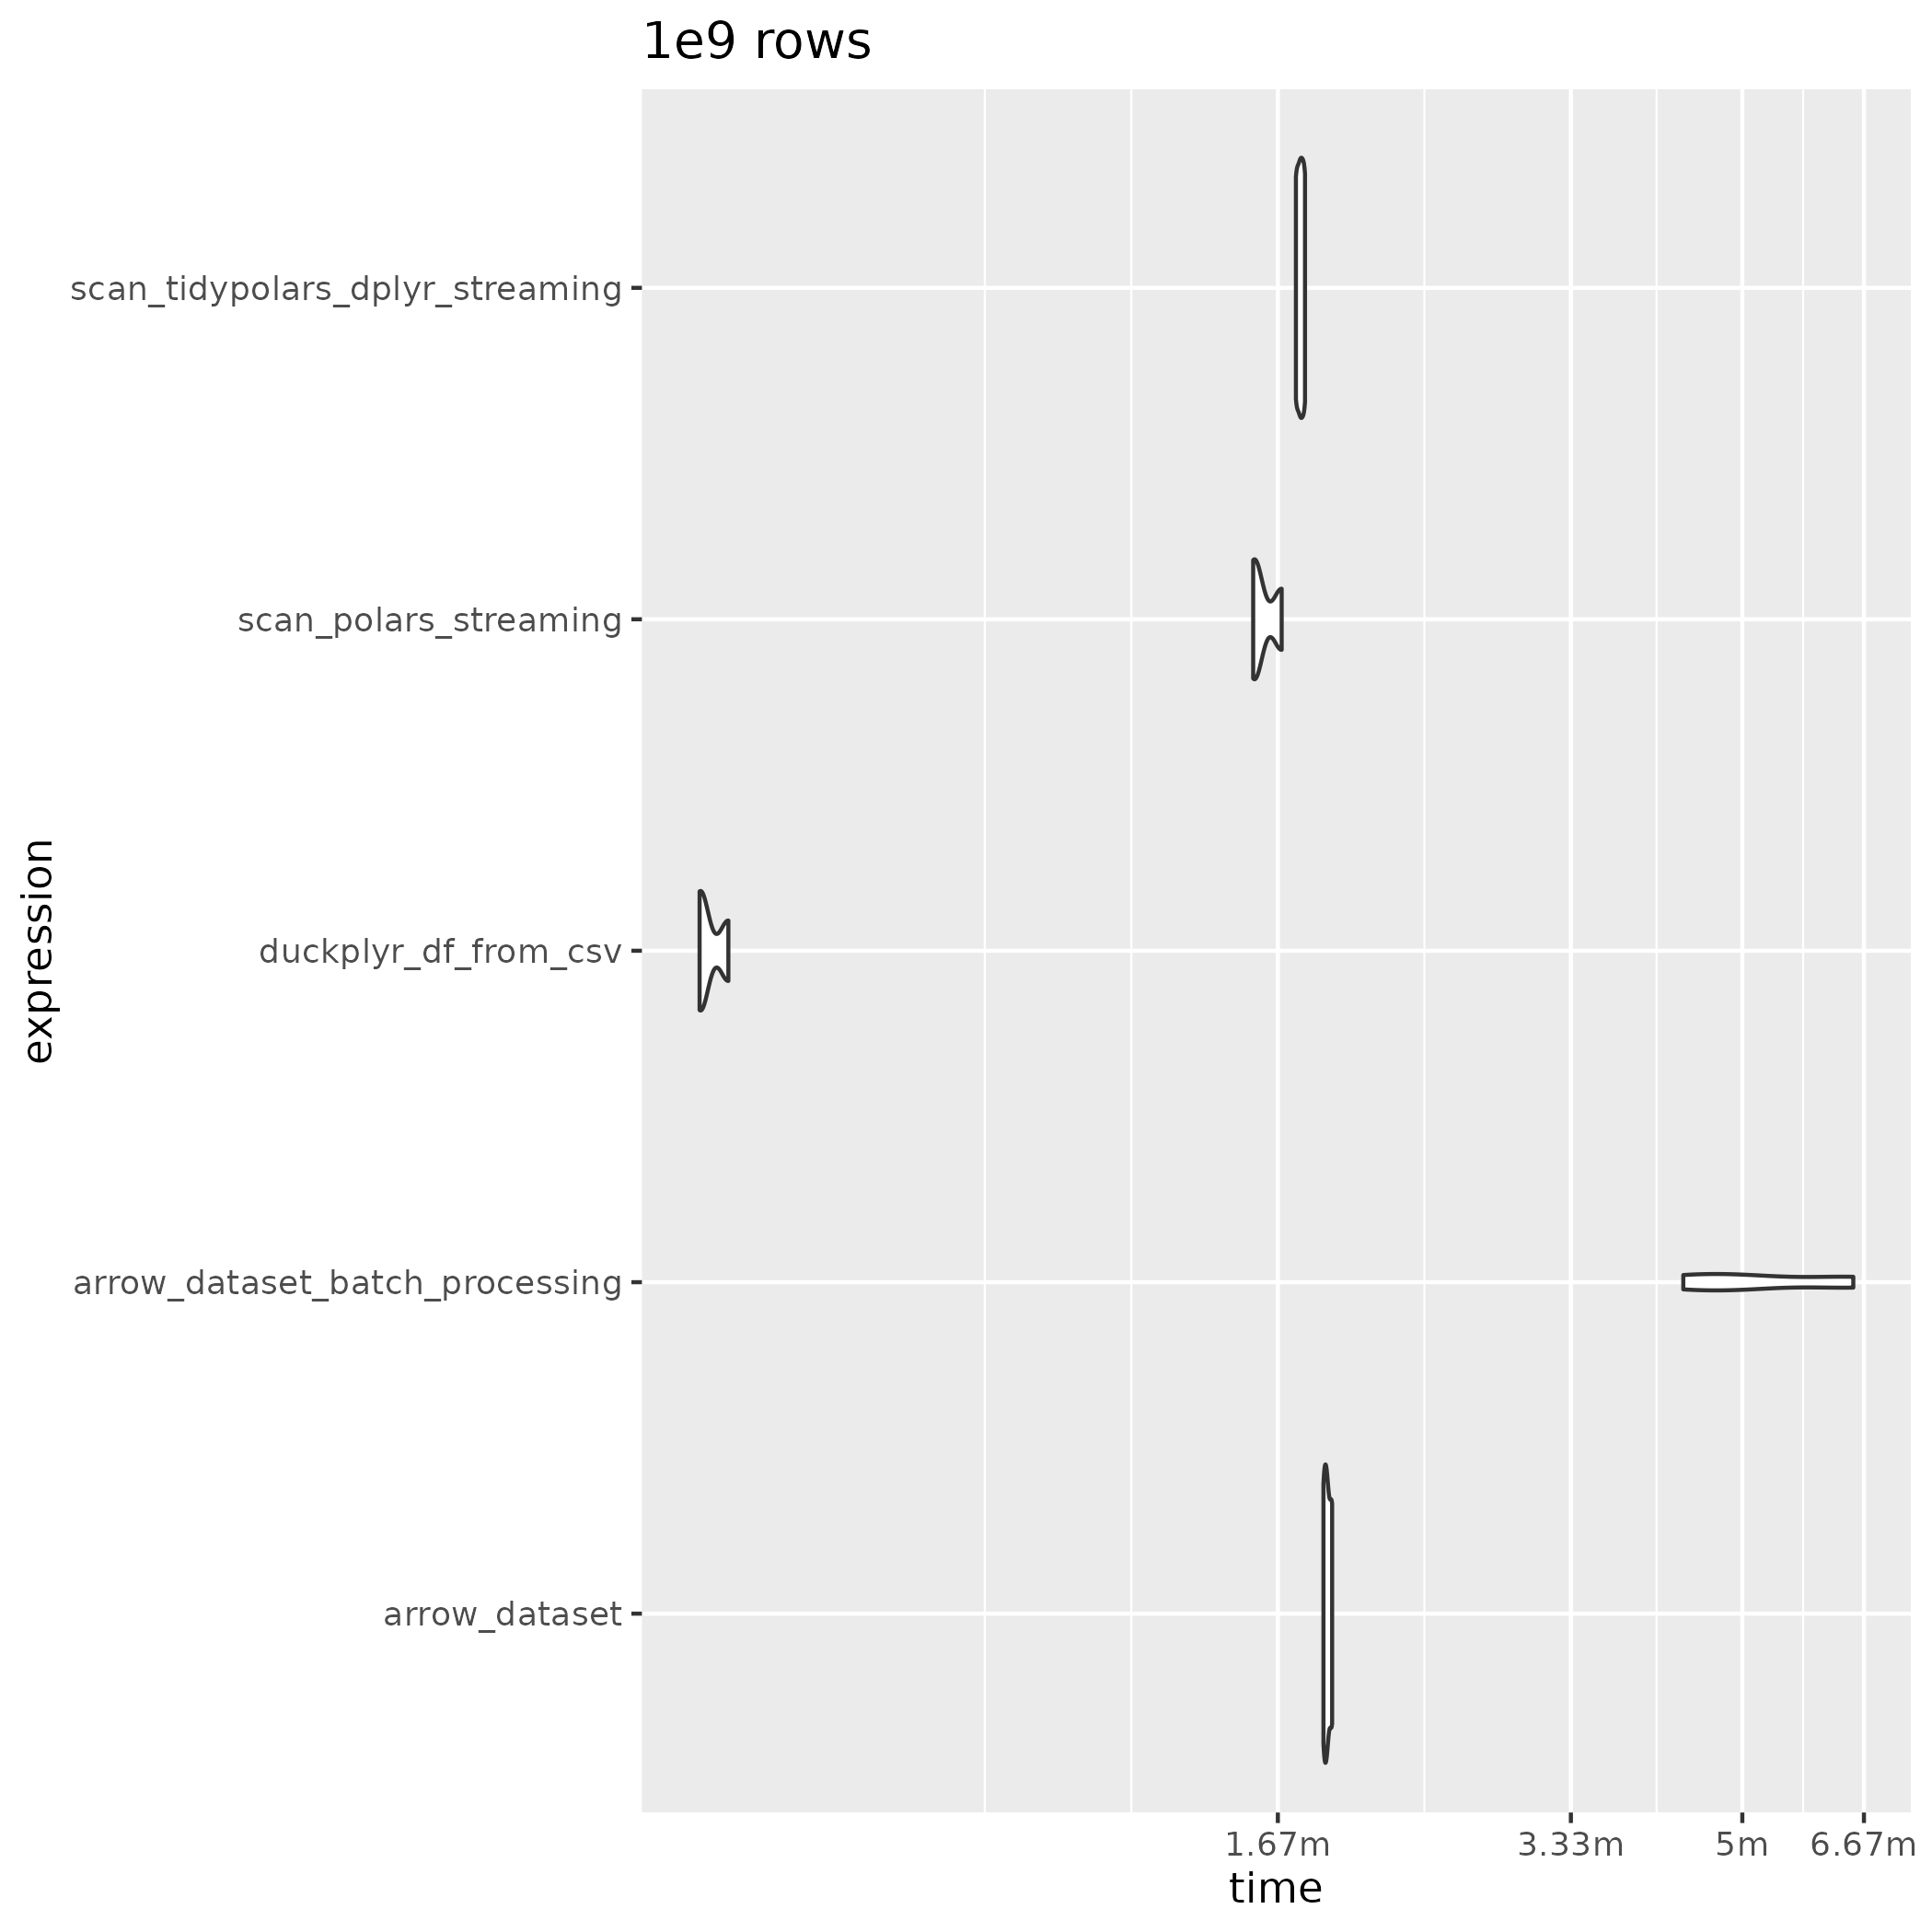 1e9 rows
scan_tidypolars_dplyr_streaming
scan_polars_streaming
duckplyr_df_from_csv
arrow_dataset_batch_processing
arrow_dataset
expression
1.67m 3.33m 5m 6.67m
time